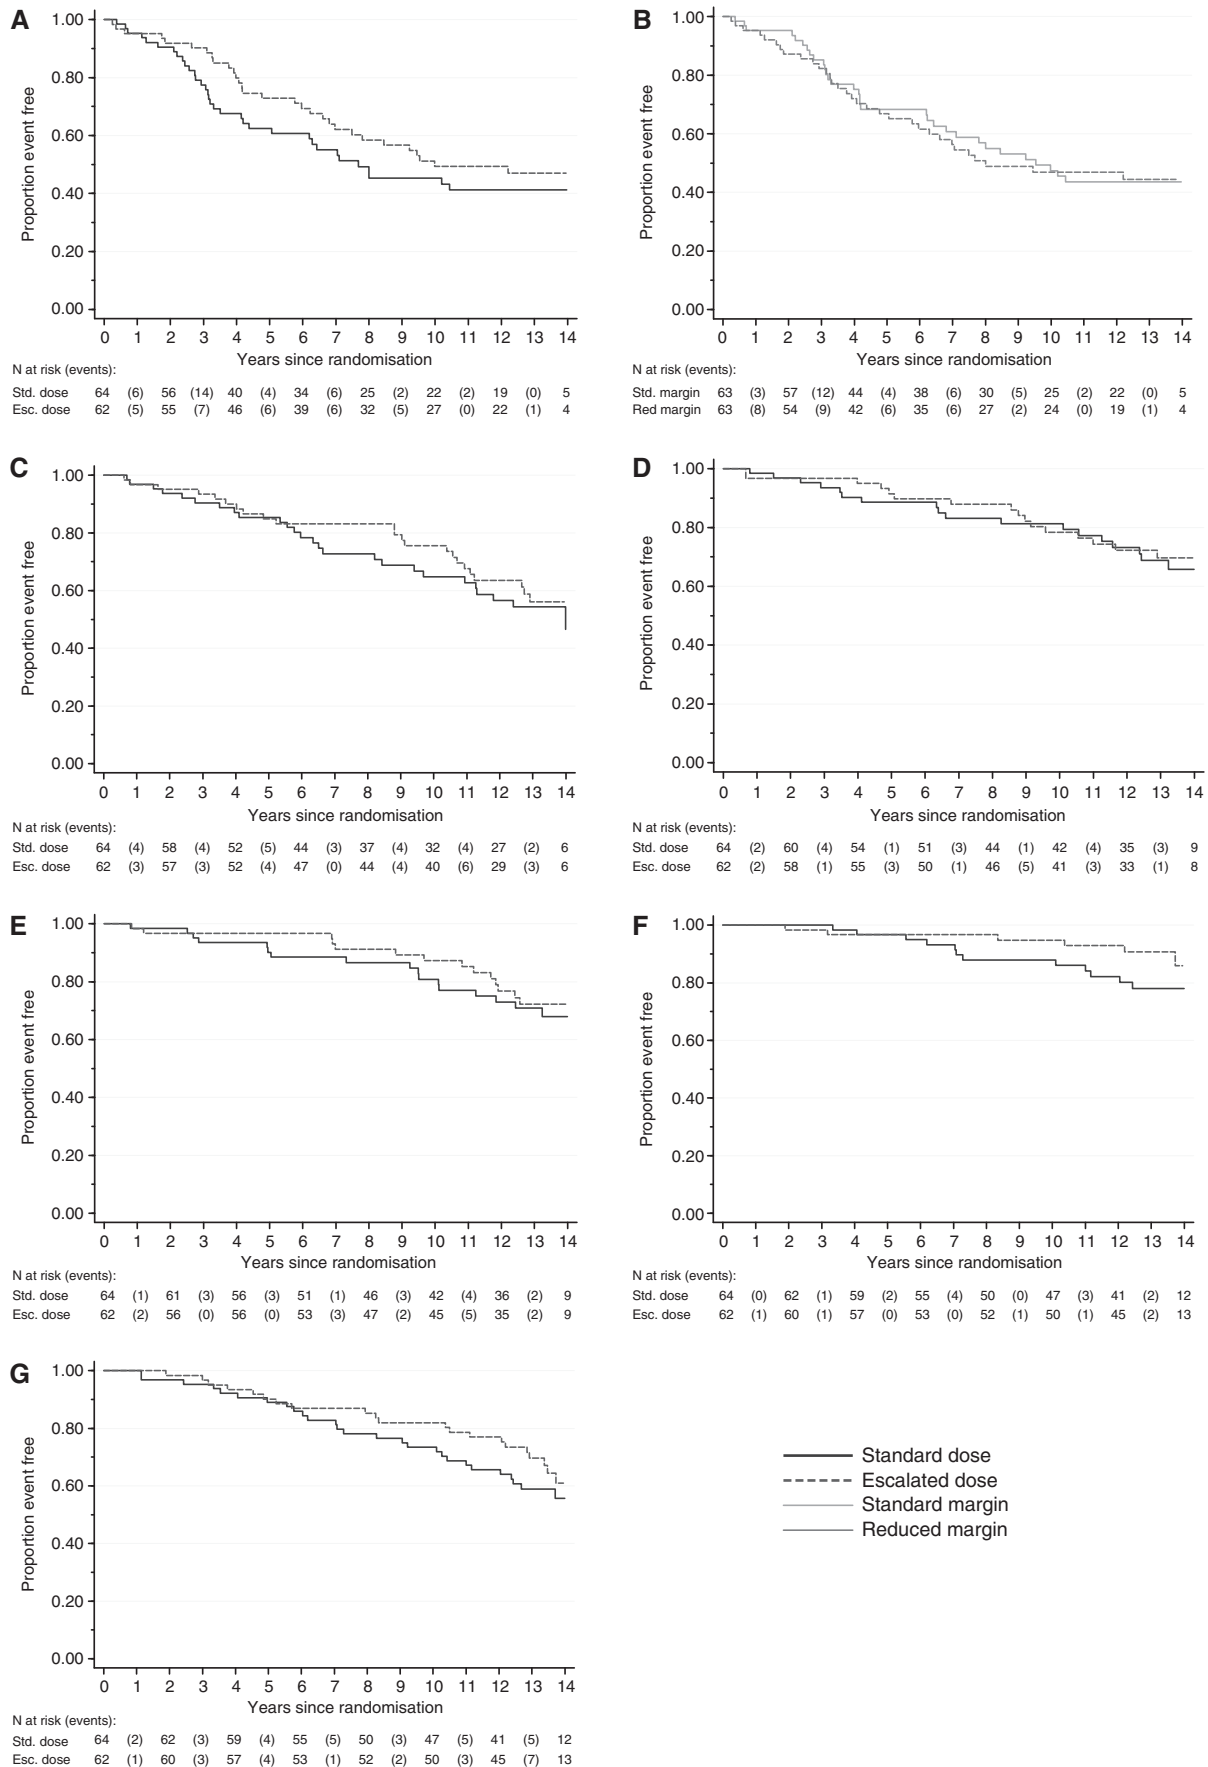 A
B
1.00
0.80
0.60
0.40
0.20
0.00
Proportion event free
0 1 2 3 4 5 6 7 8 9 10 11 12 13 14
Years since randomisation
N at risk (events):
Std. dose 64 (6) 56 (14) 40 (4) 34 (6) 25 (2) 22 (2) 19 (0) 5
Esc. dose 62 (5) 55 (7) 46 (6) 39 (6) 32 (5) 27 (0) 22 (1) 4
1.00
0.80
0.60
0.40
0.20
0.00
Proportion event free
0 1 2 3 4 5 6 7 8 9 10 11 12 13 14
Years since randomisation
N at risk (events):
Std. margin 63 (3) 57 (12) 44 (4) 38 (6) 30 (5) 25 (2) 22 (0) 5
Red margin 63 (8) 54 (9) 42 (6) 35 (6) 27 (2) 24 (0) 19 (1) 4
C
1.00
0.80
0.60
0.40
0.20
0.00
Proportion event free
0 1 2 3 4 5 6 7 8 9 10 11 12 13 14
Years since randomisation
N at risk (events):
Std. dose 64 (4) 58 (4) 52 (5) 44 (3) 37 (4) 32 (4) 27 (2) 6
Esc. dose 62 (3) 57 (3) 52 (4) 47 (0) 44 (4) 40 (6) 29 (3) 6
D
1.00
0.80
0.60
0.40
0.20
0.00
Proportion event free
0 1 2 3 4 5 6 7 8 9 10 11 12 13 14
Years since randomisation
N at risk (events):
Std. dose 64 (2) 60 (4) 54 (1) 51 (3) 44 (1) 42 (4) 35 (3) 9
Esc. dose 62 (2) 58 (1) 55 (3) 50 (1) 46 (5) 41 (3) 33 (1) 8
E
1.00
0.80
0.60
0.40
0.20
0.00
Proportion event free
0 1 2 3 4 5 6 7 8 9 10 11 12 13 14
Years since randomisation
N at risk (events):
Std. dose 64 (1) 61 (3) 56 (3) 51 (1) 46 (3) 42 (4) 36 (2) 9
Esc. dose 62 (2) 56 (0) 56 (0) 53 (3) 47 (2) 45 (5) 35 (2) 9
F
1.00
0.80
0.60
0.40
0.20
0.00
Proportion event free
0 1 2 3 4 5 6 7 8 9 10 11 12 13 14
Years since randomisation
N at risk (events):
Std. dose 64 (0) 62 (1) 59 (2) 55 (4) 50 (0) 47 (3) 41 (2) 12
Esc. dose 62 (1) 60 (1) 57 (0) 53 (0) 52 (1) 50 (1) 45 (2) 13
G
1.00
0.80
0.60
0.40
0.20
0.00
Proportion event free
0 1 2 3 4 5 6 7 8 9 10 11 12 13 14
Years since randomisation
N at risk (events):
Std. dose 64 (2) 62 (3) 59 (4) 55 (5) 50 (3) 47 (5) 41 (5) 12
Esc. dose 62 (1) 60 (3) 57 (4) 53 (1) 52 (2) 50 (3) 45 (7) 13
Standard dose
Escalated dose
Standard margin
Reduced margin